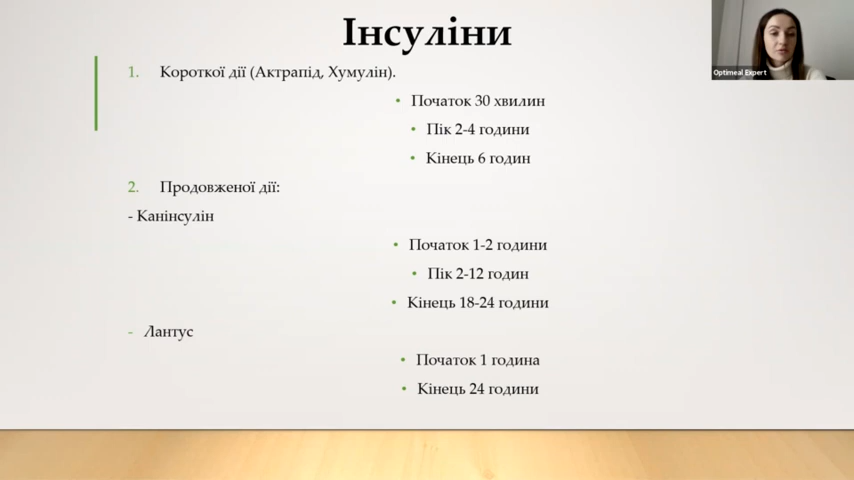 Інсуліни
Optimeal Expert
1. Короткої дії (Актрапід, Хумулін).
• Початок 30 хвилин
• Пік 2-4 години
• Кінець 6 годин
2. Продовженої дії:
- Канінсулін
• Початок 1-2 години
• Пік 2-12 годин
• Кінець 18-24 години
- Лантус
• Початок 1 година
• Кінець 24 години